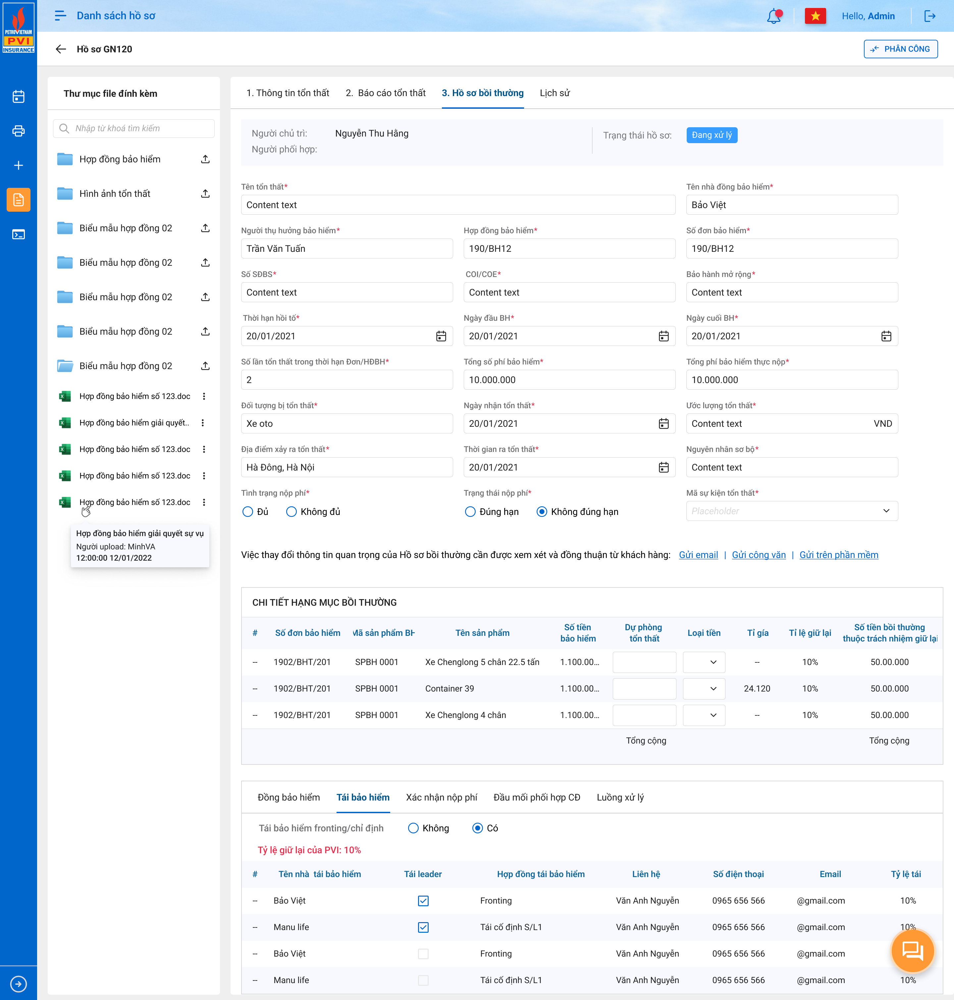 PETROVIETNAM
PVI
INSURANCE
Danh sách hồ sơ
Hello, Admin
Hồ sơ GN120
PHÂN CÔNG
Thư mục file đính kèm
Nhập từ khoá tìm kiếm
Hợp đồng bảo hiểm
Hình ảnh tổn thất
Biểu mẫu hợp đồng 02
Biểu mẫu hợp đồng 02
Biểu mẫu hợp đồng 02
Biểu mẫu hợp đồng 02
Biểu mẫu hợp đồng 02
Hợp đồng bảo hiểm số 123.doc
Hợp đồng bảo hiểm giải quyết..
Hợp đồng bảo hiểm số 123.doc
Hợp đồng bảo hiểm số 123.doc
Hợp đồng bảo hiểm số 123.doc
Hợp đồng bảo hiểm giải quyết sự vụ
Người upload: MinhVA
12:00:00 12/01/2022
1. Thông tin tổn thất 2. Báo cáo tổn thất 3. Hồ sơ bồi thường Lịch sử
Người chủ trì: Nguyễn Thu Hằng Trạng thái hồ sơ: Đang xử lý
Người phối hợp:
Tên tổn thất* Tên nhà đồng bảo hiểm*
Content text Bảo Việt
Người thụ hưởng bảo hiểm* Hợp đồng bảo hiểm* Số đơn bảo hiểm*
Trần Văn Tuấn 190/BH12 190/BH12
Số SĐBS* COI/COE* Bảo hành mở rộng*
Content text Content text Content text
Thời hạn hồi tố* Ngày đầu BH* Ngày cuối BH*
20/01/2021 20/01/2021 20/01/2021
Số lần tổn thất trong thời hạn Đơn/HĐBH* Tổng số phí bảo hiểm* Tổng phí bảo hiểm thực nộp*
2 10.000.000 10.000.000
Đối tượng bị tổn thất* Ngày nhận tổn thất* Ước lượng tổn thất*
Xe oto 20/01/2021 Content text VND
Địa điểm xảy ra tổn thất* Thời gian ra tổn thất* Nguyên nhân sơ bộ*
Hà Đông, Hà Nội 20/01/2021 Content text
Tình trạng nộp phí* Trạng thái nộp phí* Mã sự kiện tổn thất*
Đủ Không đủ Đúng hạn Không đúng hạn Placeholder
Việc thay đổi thông tin quan trọng của Hồ sơ bồi thường cần được xem xét và đồng thuận từ khách hàng: Gửi email | Gửi công văn | Gửi trên phần mềm
CHI TIẾT HẠNG MỤC BỒI THƯỜNG
# Số đơn bảo hiểm Mã sản phẩm BH Tên sản phẩm Số tiền bảo hiểm Dự phòng tổn thất Loại tiền Tỉ gía Tỉ lệ giữ lại Số tiền bồi thường thuộc trách nhiệm giữ lại
-- 1902/BHT/201 SPBH 0001 Xe Chenglong 5 chân 22.5 tấn 1.100.00... -- 10% 50.00.000
-- 1902/BHT/201 SPBH 0001 Container 39 1.100.00... 24.120 10% 50.00.000
-- 1902/BHT/201 SPBH 0001 Xe Chenglong 4 chân 1.100.00... -- 10% 50.00.000
Tổng cộng Tổng cộng
Đồng bảo hiểm Tái bảo hiểm Xác nhận nộp phí Đầu mối phối hợp CĐ Luồng xử lý
Tái bảo hiểm fronting/chỉ định Không Có
Tỷ lệ giữ lại của PVI: 10%
# Tên nhà tái bảo hiểm Tái leader Hợp đồng tái bảo hiểm Liên hệ Số điện thoại Email Tỷ lệ tái
-- Bảo Việt Fronting Văn Anh Nguyễn 0965 656 566 @gmail.com 10%
-- Manu life Tái cố định S/L1 Văn Anh Nguyễn 0965 656 566 @gmail.com 10%
-- Bảo Việt Fronting Văn Anh Nguyễn 0965 656 566 @gmail.com
-- Manu life Tái cố định S/L1 Văn Anh Nguyễn 0965 656 566 @gmail.com 10%